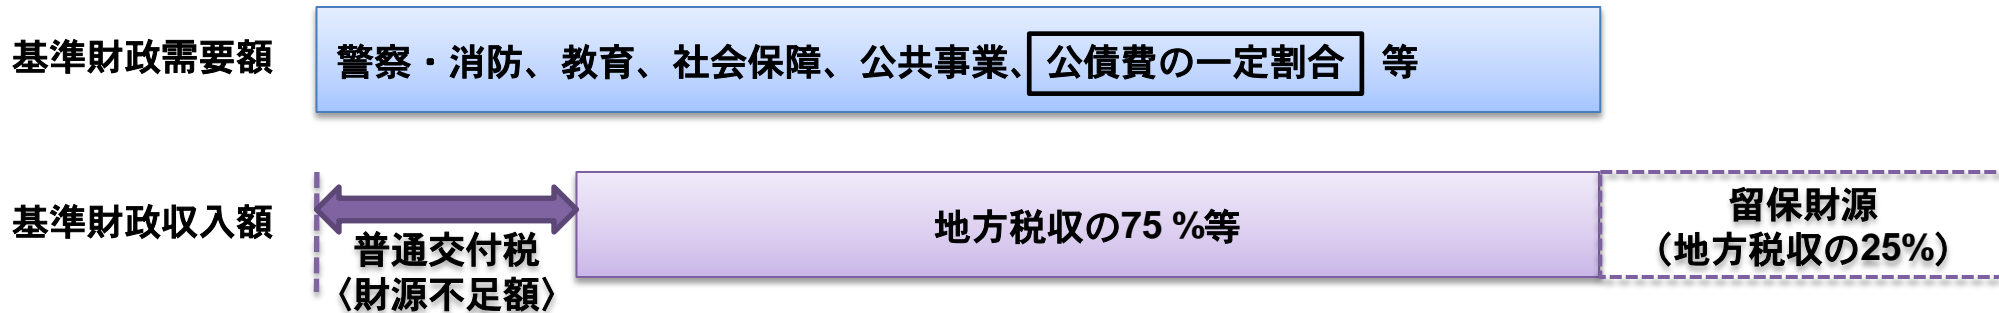 基準財政需要額
警察・消防、教育、社会保障、公共事業、公債費の一定割合 等
基準財政収入額
普通交付税
〈財源不足額〉
地方税収の75 %等
留保財源
（地方税収の25%）